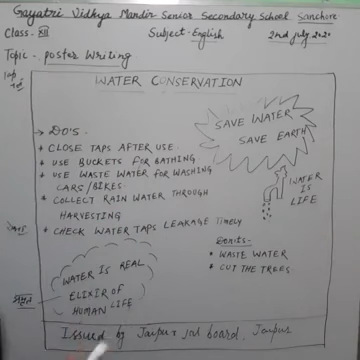 Gayatri Vidhya Mandir Senior Secondary School Sanchore
Class- XII Subject- English 2nd july, 2020
Topic - poster Writing
WATER CONSERVATION
SAVE WATER
SAVE EARTH
→ DO'S -
* CLOSE TAPS AFTER USE.
* USE BUCKETS FOR BATHING
* USE WASTE WATER FOR WASHING
CARS/BIKES.
* COLLECT RAIN WATER THROUGH
HARVESTING
* CHECK WATER TAPS LEAKAGE Timely
WATER
IS
LIFE
Donts-
* WASTE WATER
* CUT THE TREES.
WATER IS REAL
ELIXIR OF
HUMAN LIFE
Issued by Jaipur board, Jaipur